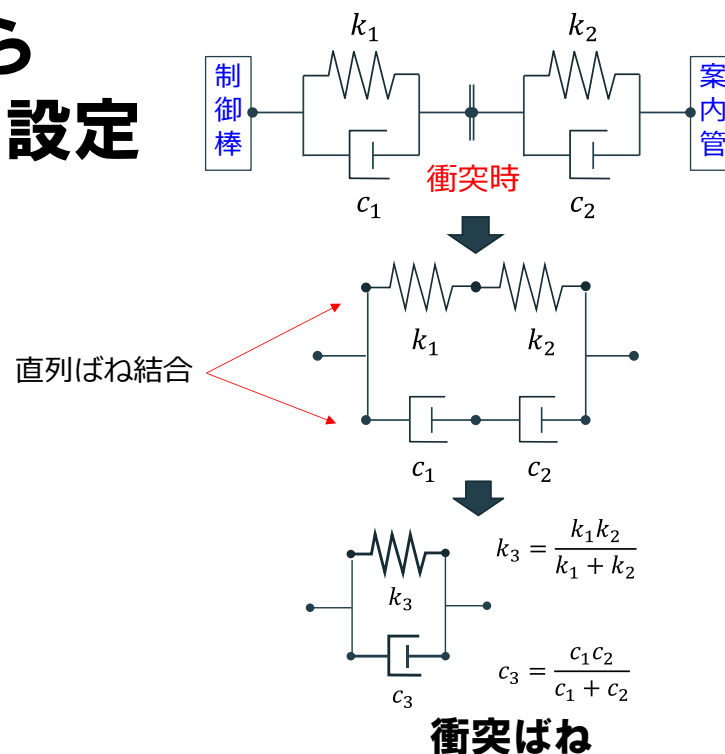 ら
設定
制御棒
k₁
c₁
k₂
c₂
案内管
衝突時
直列ばね結合
k₁
k₂
c₁
c₂
k₃
c₃
k₃ = k₁k₂ / (k₁ + k₂)
c₃ = c₁c₂ / (c₁ + c₂)
衝突ばね